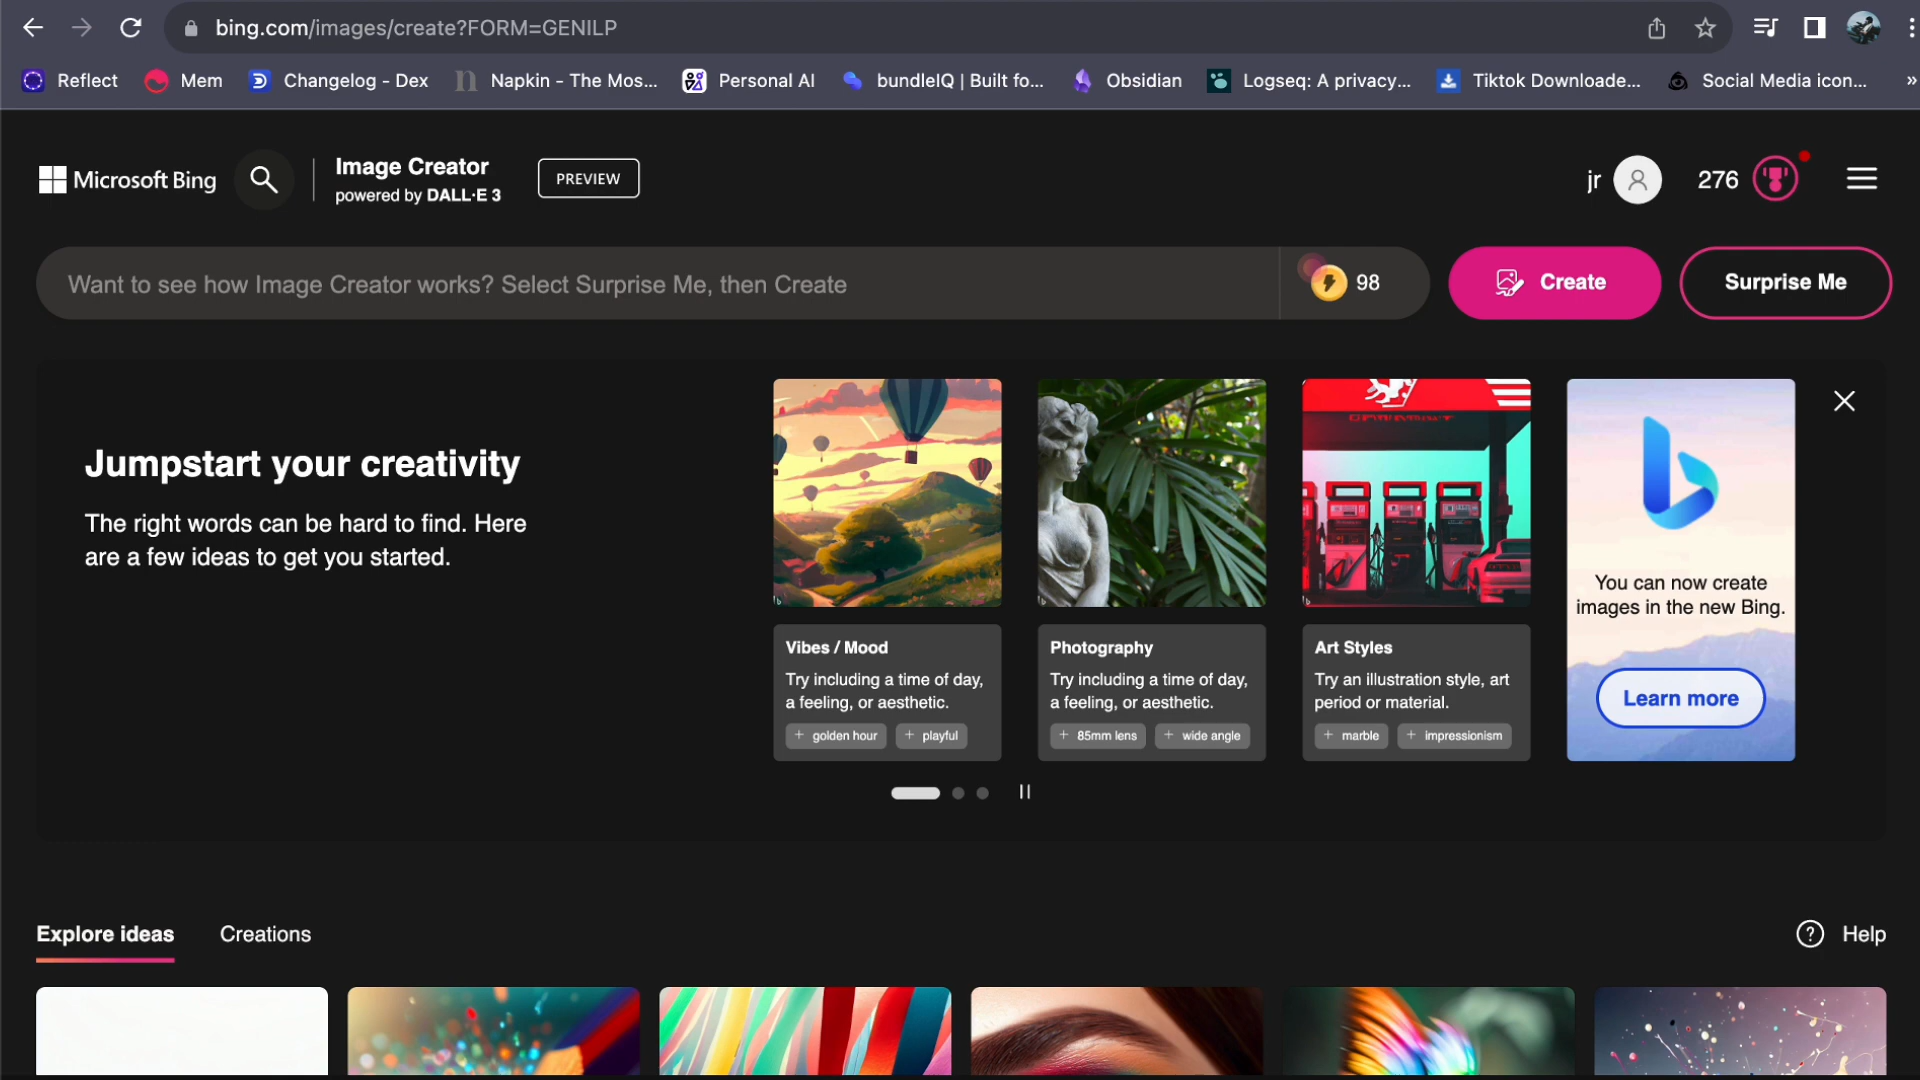 bing.com/images/create?FORM=GENILP
Reflect
Mem
Changelog - Dex
Napkin - The Mos...
Personal AI
bundleIQ | Built fo...
Obsidian
Logseq: A privacy...
Tiktok Downloade...
Social Media icon...
»
Microsoft Bing
Image Creator
powered by DALL·E 3
PREVIEW
jr
276
Want to see how Image Creator works? Select Surprise Me, then Create
98
Create
Surprise Me
Jumpstart your creativity
The right words can be hard to find. Here
are a few ideas to get you started.
Vibes / Mood
Try including a time of day,
a feeling, or aesthetic.
+ golden hour
+ playful
Photography
Try including a time of day,
a feeling, or aesthetic.
+ 85mm lens
+ wide angle
Art Styles
Try an illustration style, art
period or material.
+ marble
+ impressionism
You can now create
images in the new Bing.
Learn more
Explore ideas
Creations
? Help